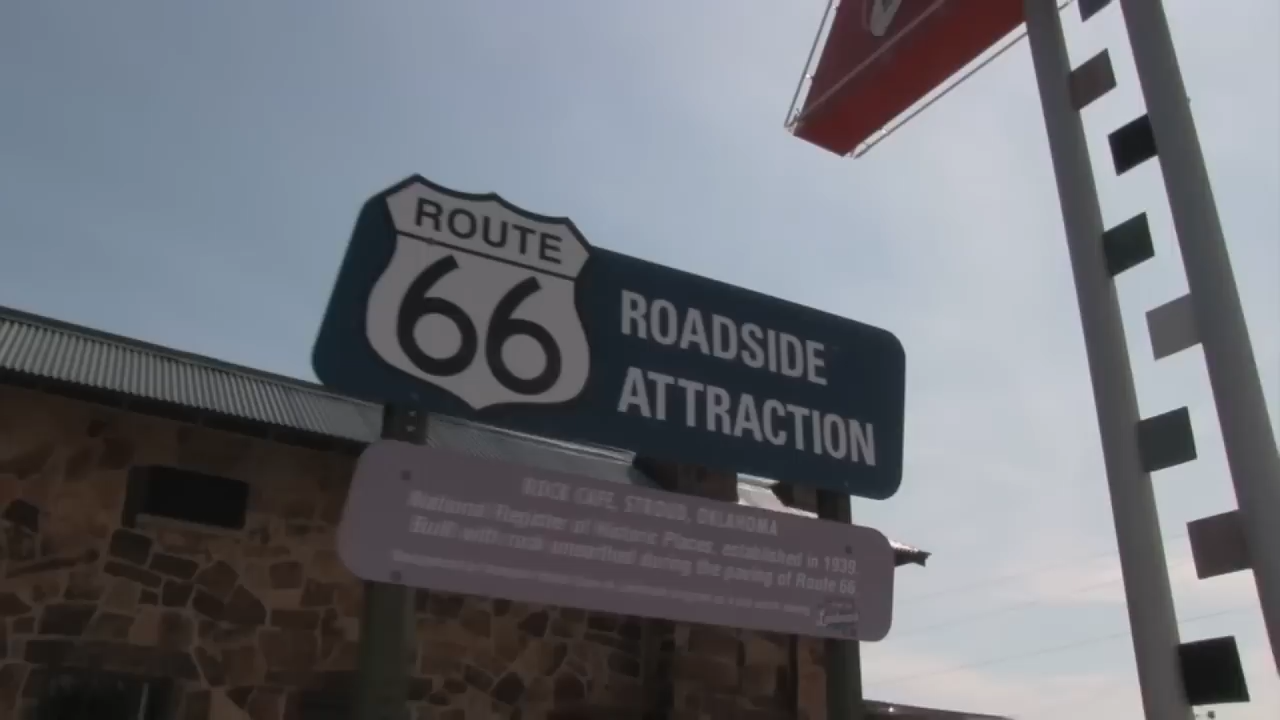 ROUTE
66
ROADSIDE
ATTRACTION
ROCK CAFE, STROUD, OKLAHOMA
National Register of Historic Places, established in 1939.
Built with rock unearthed during the paving of Route 66.